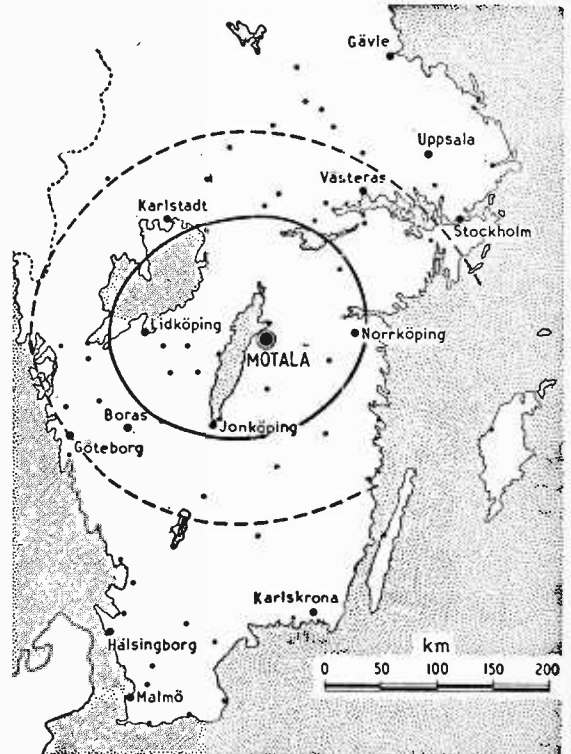 Gävle
Uppsala
Västeras
Karlstadt
Stockholm
Lidköping
Norrköping
MOTALA
Boras
Jonköping
Göteborg
Karlskrona
Hälsingborg
km
0 50 100 150 200
Malmö